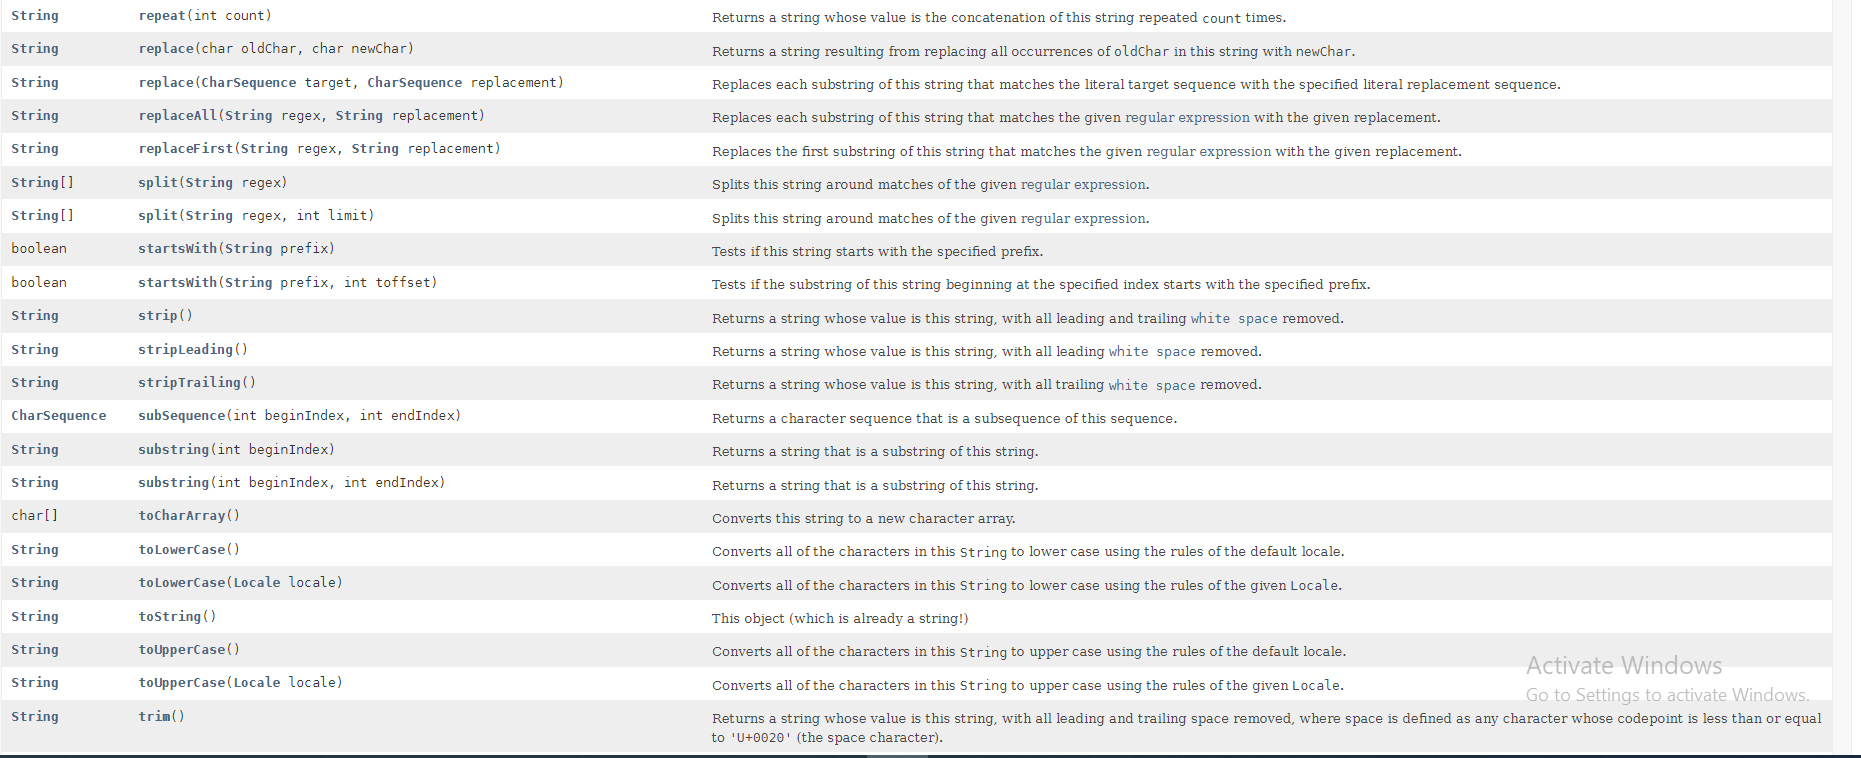 String repeat(int count) Returns a string whose value is the concatenation of this string repeated count times.
String replace(char oldChar, char newChar) Returns a string resulting from replacing all occurrences of oldChar in this string with newChar.
String replace(CharSequence target, CharSequence replacement) Replaces each substring of this string that matches the literal target sequence with the specified literal replacement sequence.
String replaceAll(String regex, String replacement) Replaces each substring of this string that matches the given regular expression with the given replacement.
String replaceFirst(String regex, String replacement) Replaces the first substring of this string that matches the given regular expression with the given replacement.
String[] split(String regex) Splits this string around matches of the given regular expression.
String[] split(String regex, int limit) Splits this string around matches of the given regular expression.
boolean startsWith(String prefix) Tests if this string starts with the specified prefix.
boolean startsWith(String prefix, int toffset) Tests if the substring of this string beginning at the specified index starts with the specified prefix.
String strip() Returns a string whose value is this string, with all leading and trailing white space removed.
String stripLeading() Returns a string whose value is this string, with all leading white space removed.
String stripTrailing() Returns a string whose value is this string, with all trailing white space removed.
CharSequence subSequence(int beginIndex, int endIndex) Returns a character sequence that is a subsequence of this sequence.
String substring(int beginIndex) Returns a string that is a substring of this string.
String substring(int beginIndex, int endIndex) Returns a string that is a substring of this string.
char[] toCharArray() Converts this string to a new character array.
String toLowerCase() Converts all of the characters in this String to lower case using the rules of the default locale.
String toLowerCase(Locale locale) Converts all of the characters in this String to lower case using the rules of the given Locale.
String toString() This object (which is already a string!)
String toUpperCase() Converts all of the characters in this String to upper case using the rules of the default locale.
Activate Windows
String toUpperCase(Locale locale) Converts all of the characters in this String to upper case using the rules of the given Locale.
Go to Settings to activate Windows.
String trim() Returns a string whose value is this string, with all leading and trailing space removed, where space is defined as any character whose codepoint is less than or equal
to 'U+0020' (the space character).